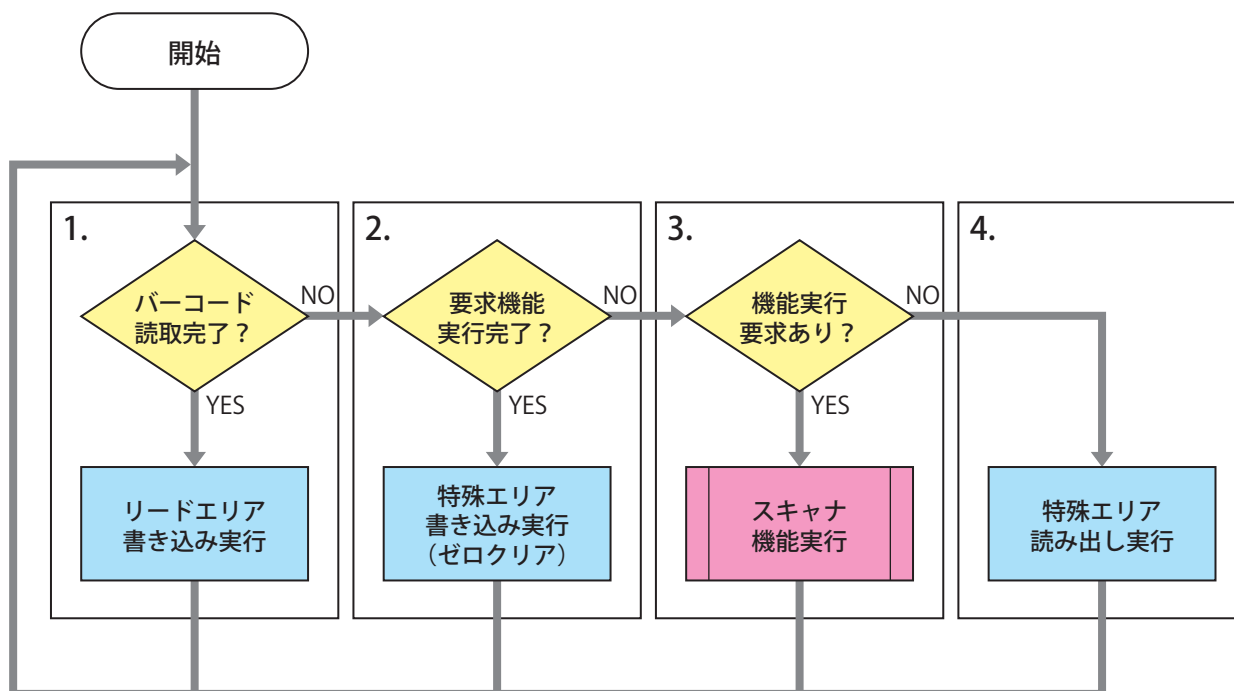 開始
1.
バーコード
読取完了？
NO
YES
リードエリア
書き込み実行
2.
要求機能
実行完了？
NO
YES
特殊エリア
書き込み実行
（ゼロクリア）
3.
機能実行
要求あり？
NO
YES
スキャナ
機能実行
4.
特殊エリア
読み出し実行